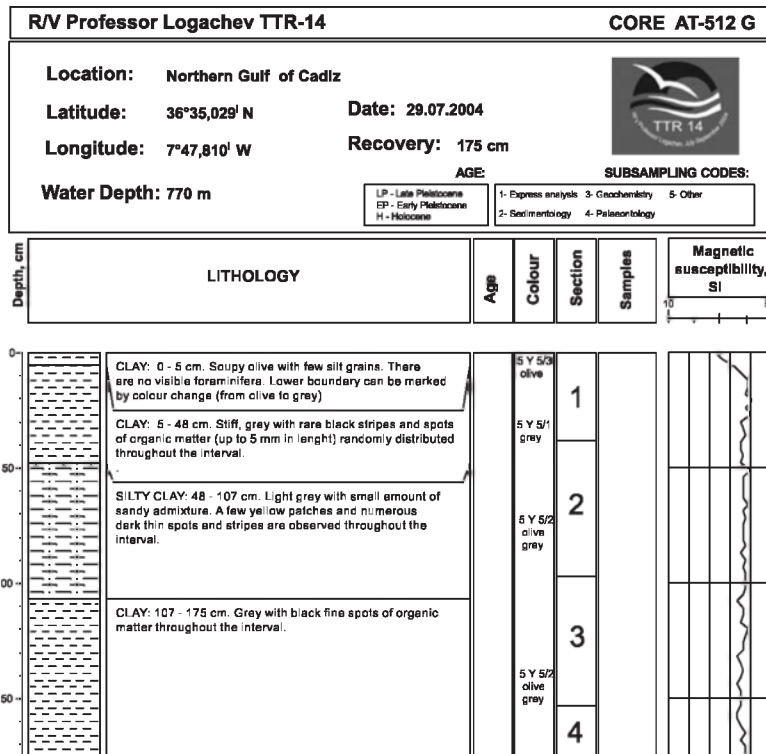 R/V Professor Logachev TTR-14
CORE AT-512 G
Location: Northern Gulf of Cadiz
Latitude: 36°35,029' N
Date: 29.07.2004
Longitude: 7°47,810' W
Recovery: 175 cm
Water Depth: 770 m
TTR 14
AGE:
LP - Late Pleistocene
EP - Early Pleistocene
H - Holocene
SUBSAMPLING CODES:
1- Express analysis 3- Geochemistry 5- Other
2- Sedimentology 4- Palaeontology
Depth, cm
LITHOLOGY
Age
Colour
Section
Samples
Magnetic
susceptibility,
SI
10
0
CLAY: 0 - 5 cm. Soupy olive with few silt grains. There
are no visible foraminifera. Lower boundary can be marked
by colour change (from olive to grey)
5 Y 5/3
olive
1
CLAY: 5 - 48 cm. Stiff, grey with rare black stripes and spots
of organic matter (up to 5 mm in lenght) randomly distributed
throughout the interval.
5 Y 5/1
grey
50
SILTY CLAY: 48 - 107 cm. Light grey with small amount of
sandy admixture. A few yellow patches and numerous
dark thin spots and stripes are observed throughout the
interval.
5 Y 5/2
olive
grey
2
00
CLAY: 107 - 175 cm. Grey with black fine spots of organic
matter throughout the interval.
3
5 Y 5/2
olive
grey
50
4